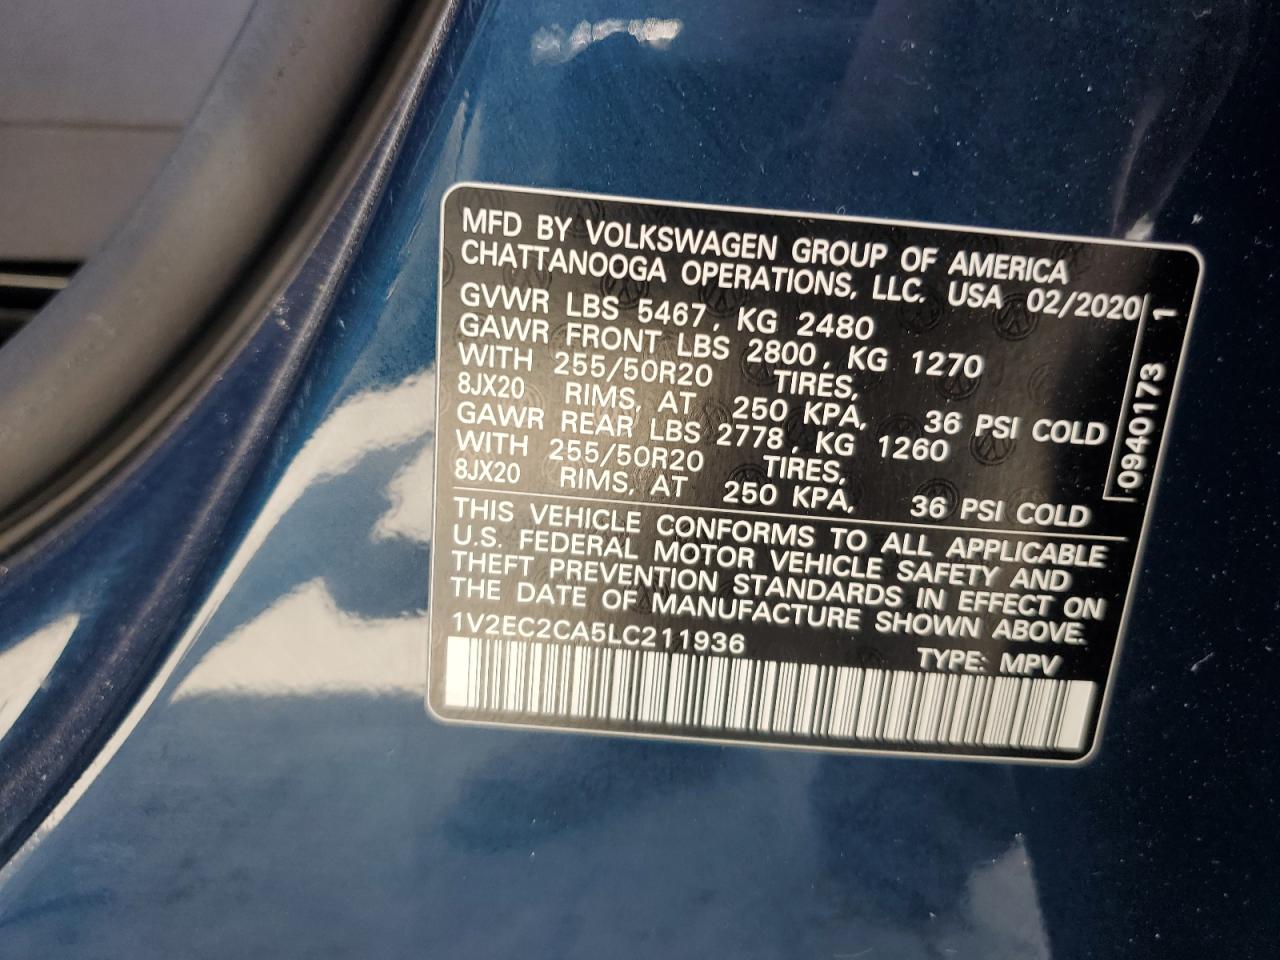 MFD BY VOLKSWAGEN GROUP OF AMERICA
CHATTANOOGA OPERATIONS, LLC. USA 02/2020
GVWR LBS 5467, KG 2480
GAWR FRONT LBS 2800, KG 1270
WITH 255/50R20 TIRES,
8JX20 RIMS, AT 250 KPA, 36 PSI COLD
GAWR REAR LBS 2778, KG 1260
WITH 255/50R20 TIRES,
8JX20 RIMS, AT 250 KPA, 36 PSI COLD
0940173 1
THIS VEHICLE CONFORMS TO ALL APPLICABLE
U.S. FEDERAL MOTOR VEHICLE SAFETY AND
THEFT PREVENTION STANDARDS IN EFFECT ON
THE DATE OF MANUFACTURE SHOWN ABOVE.
1V2EC2CA5LC211936
TYPE: MPV